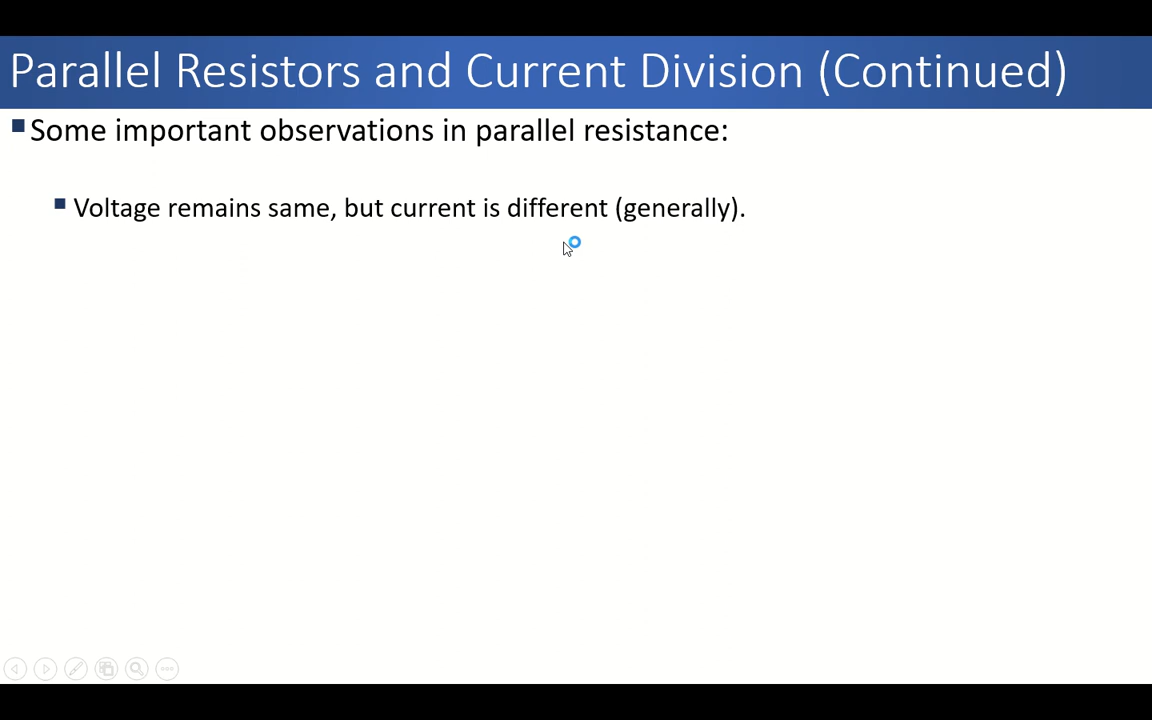 Parallel Resistors and Current Division (Continued)
Some important observations in parallel resistance:
Voltage remains same, but current is different (generally).